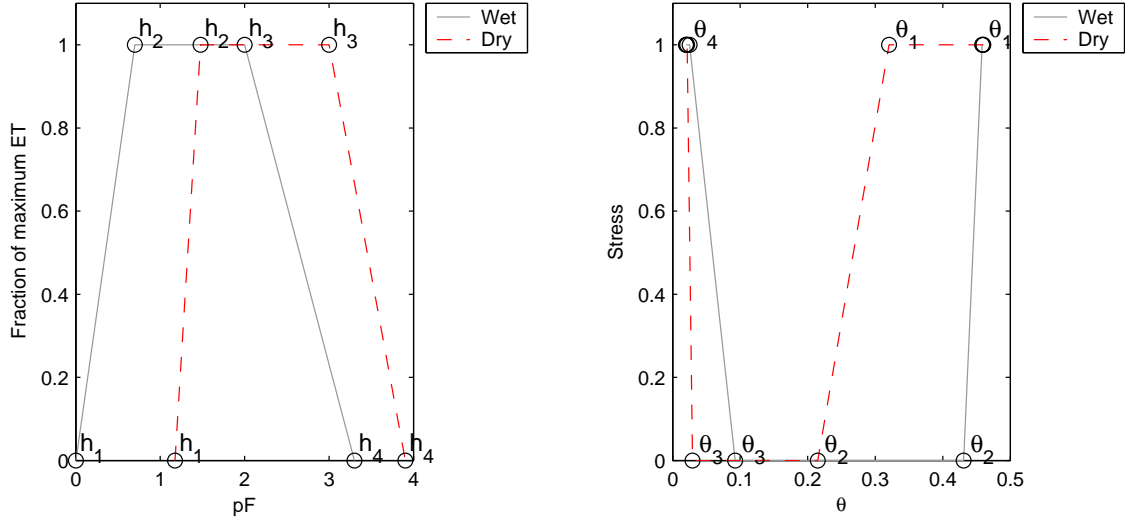 h₂ h₂ h₃ h₃
h₁ h₁ h₄ h₄
1
0.8
0.6
0.4
0.2
0
0 1 2 3 4
Fraction of maximum ET
pF
Wet
Dry
θ₄ θ₁ θ₁
θ₃ θ₃ θ₂ θ₂
1
0.8
0.6
0.4
0.2
0
0 0.1 0.2 0.3 0.4 0.5
Stress
θ
Wet
Dry